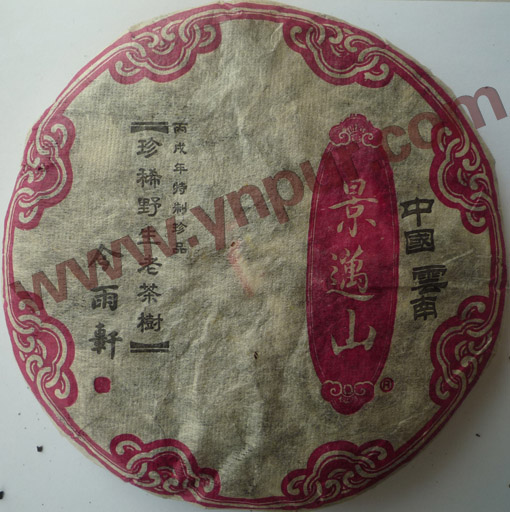 中國雲南
景邁山
®
丙戌年特制珍品
【珍稀野生老茶樹】
今雨軒
www.ynpu.com